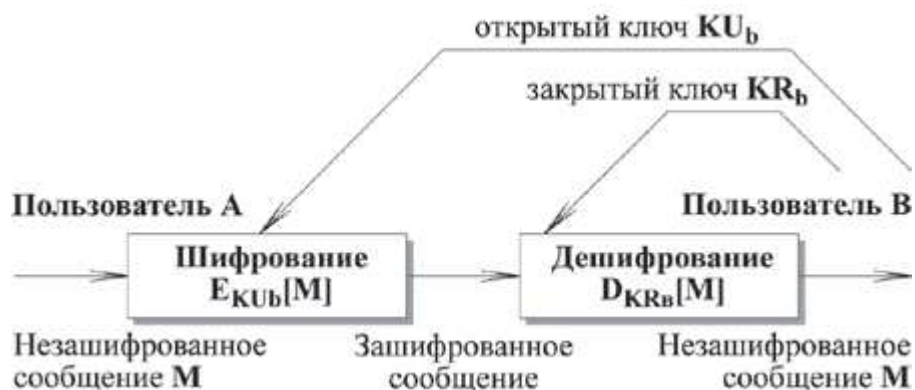 открытый ключ KUb
закрытый ключ KRb
Пользователь A
Пользователь B
Шифрование
EKUb[M]
Дешифрование
DKRв[M]
Незашифрованное
сообщение M
Зашифрованное
сообщение
Незашифрованное
сообщение M